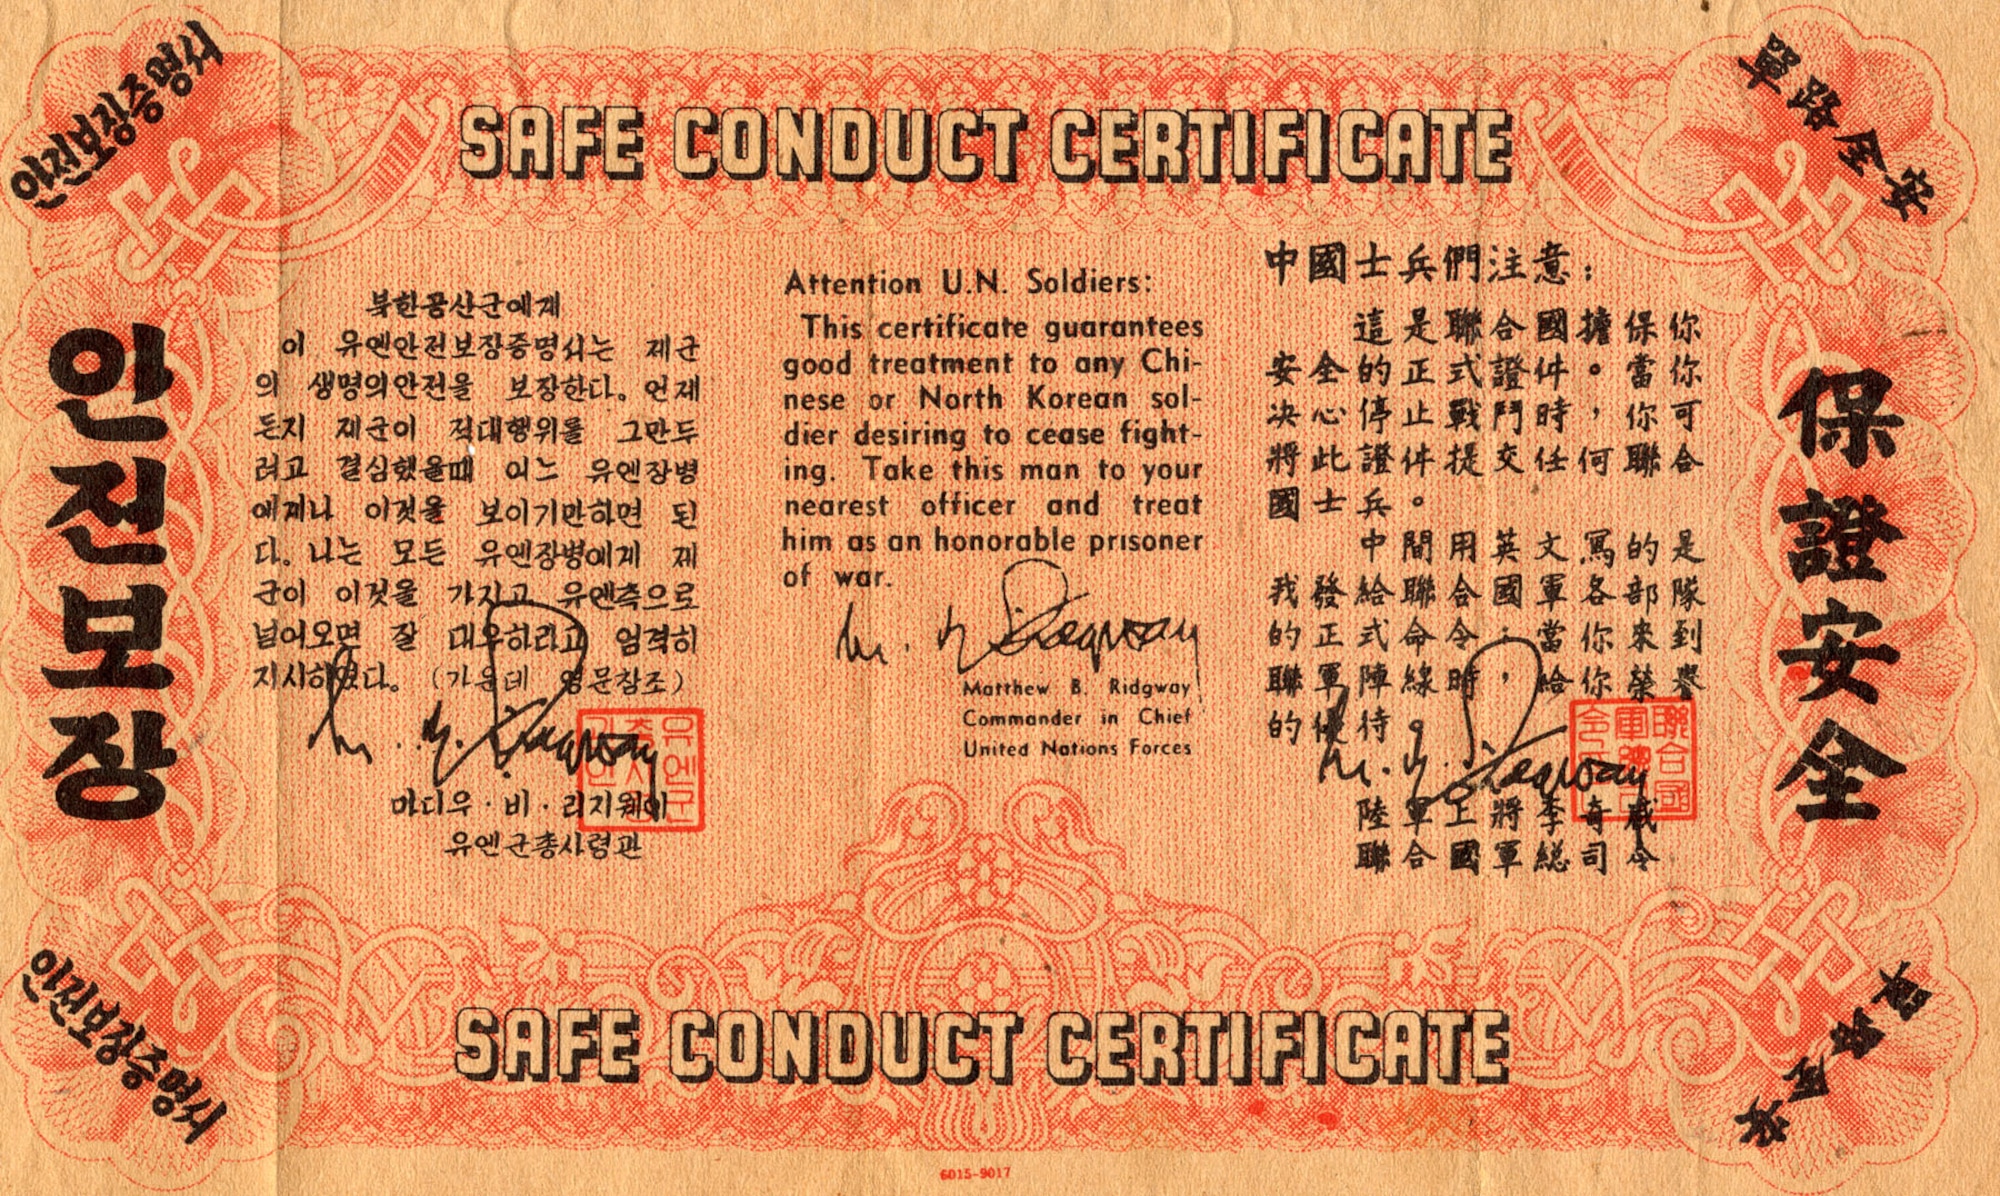 안전보장증명서
單路全安
SAFE CONDUCT CERTIFICATE
안전보장
북한공산군에게
이 유엔안전보장증명서는 제군
의 생명의안전을 보장한다. 언제
든지 제군이 적대행위를 그만두
려고 결심했을때 어느 유엔장병
에게나 이것을 보이기만하면 된
다. 나는 모든 유엔장병에게 제
군이 이것을 가지고 유엔측으로
넘어오면 잘 대우하라고 엄격히
지시하였다. (가운데 영문참조)
마디우·비·리지웨이
유엔군총사령관
Attention U.N. Soldiers:
This certificate guarantees
good treatment to any Chi-
nese or North Korean sol-
dier desiring to cease fight-
ing. Take this man to your
nearest officer and treat
him as an honorable prisoner
of war.
Matthew B. Ridgway
Commander in Chief
United Nations Forces
中國士兵們注意：
這是聯合國擔保你
安全的正式證件。當你
决心停止戰鬥時，你可
將此證件提交任何聯合
國士兵。
中間用英文寫的是
我發給聯合國軍各部隊
的正式命令；當你來到
聯軍陣線時，給你榮譽
的優待。
陸軍上將李奇威
聯合國軍総司令
保證安全
안전보장증명서
單路全安
SAFE CONDUCT CERTIFICATE
6015-9017